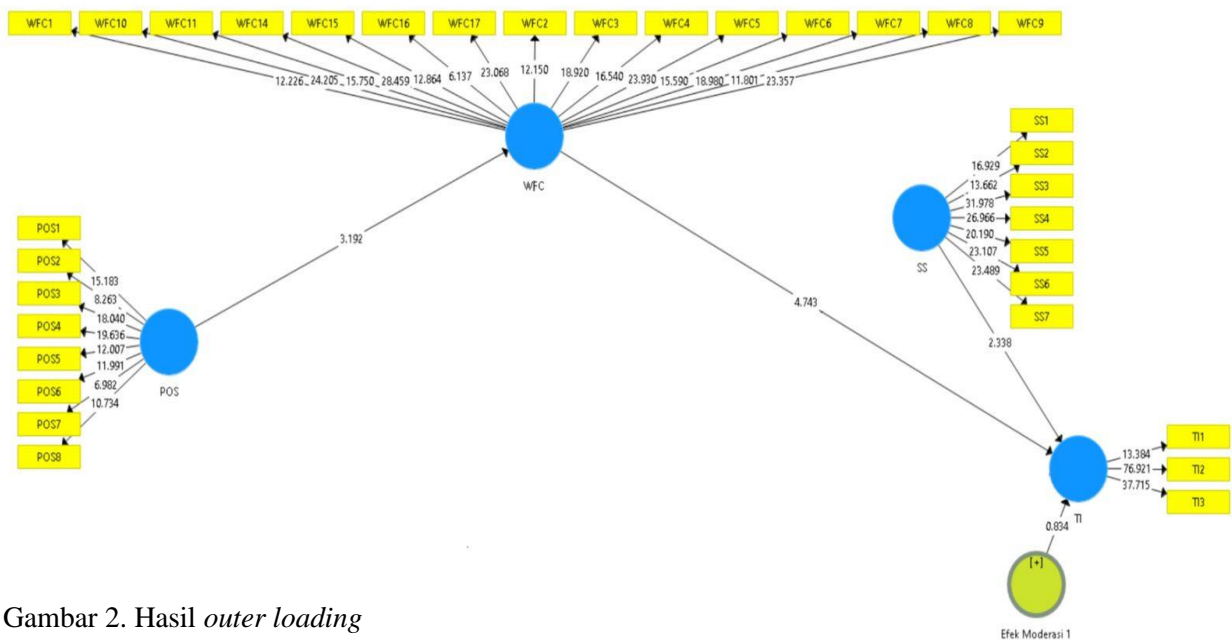 WFC1 WFC10 WFC11 WFC14 WFC15 WFC16 WFC17 WFC2 WFC3 WFC4 WFC5 WFC6 WFC7 WFC8 WFC9
12.226 24.205 15.750 28.459 12.864 6.137 23.068 12.150 18.920 16.540 23.930 15.590 18.980 11.801 23.357
WFC
SS1
SS2
SS3
SS4
SS5
SS6
SS7
16.929
13.662
31.978
26.966
20.190
23.107
23.489
SS
POS1
POS2
POS3
POS4
POS5
POS6
POS7
POS8
15.183
8.263
18.040
19.636
12.007
11.991
6.982
10.734
POS
3.192
4.743
2.338
TI1
TI2
TI3
13.384
76.921
37.715
TI
0.834
[+]
Efek Moderasi 1
Gambar 2. Hasil outer loading